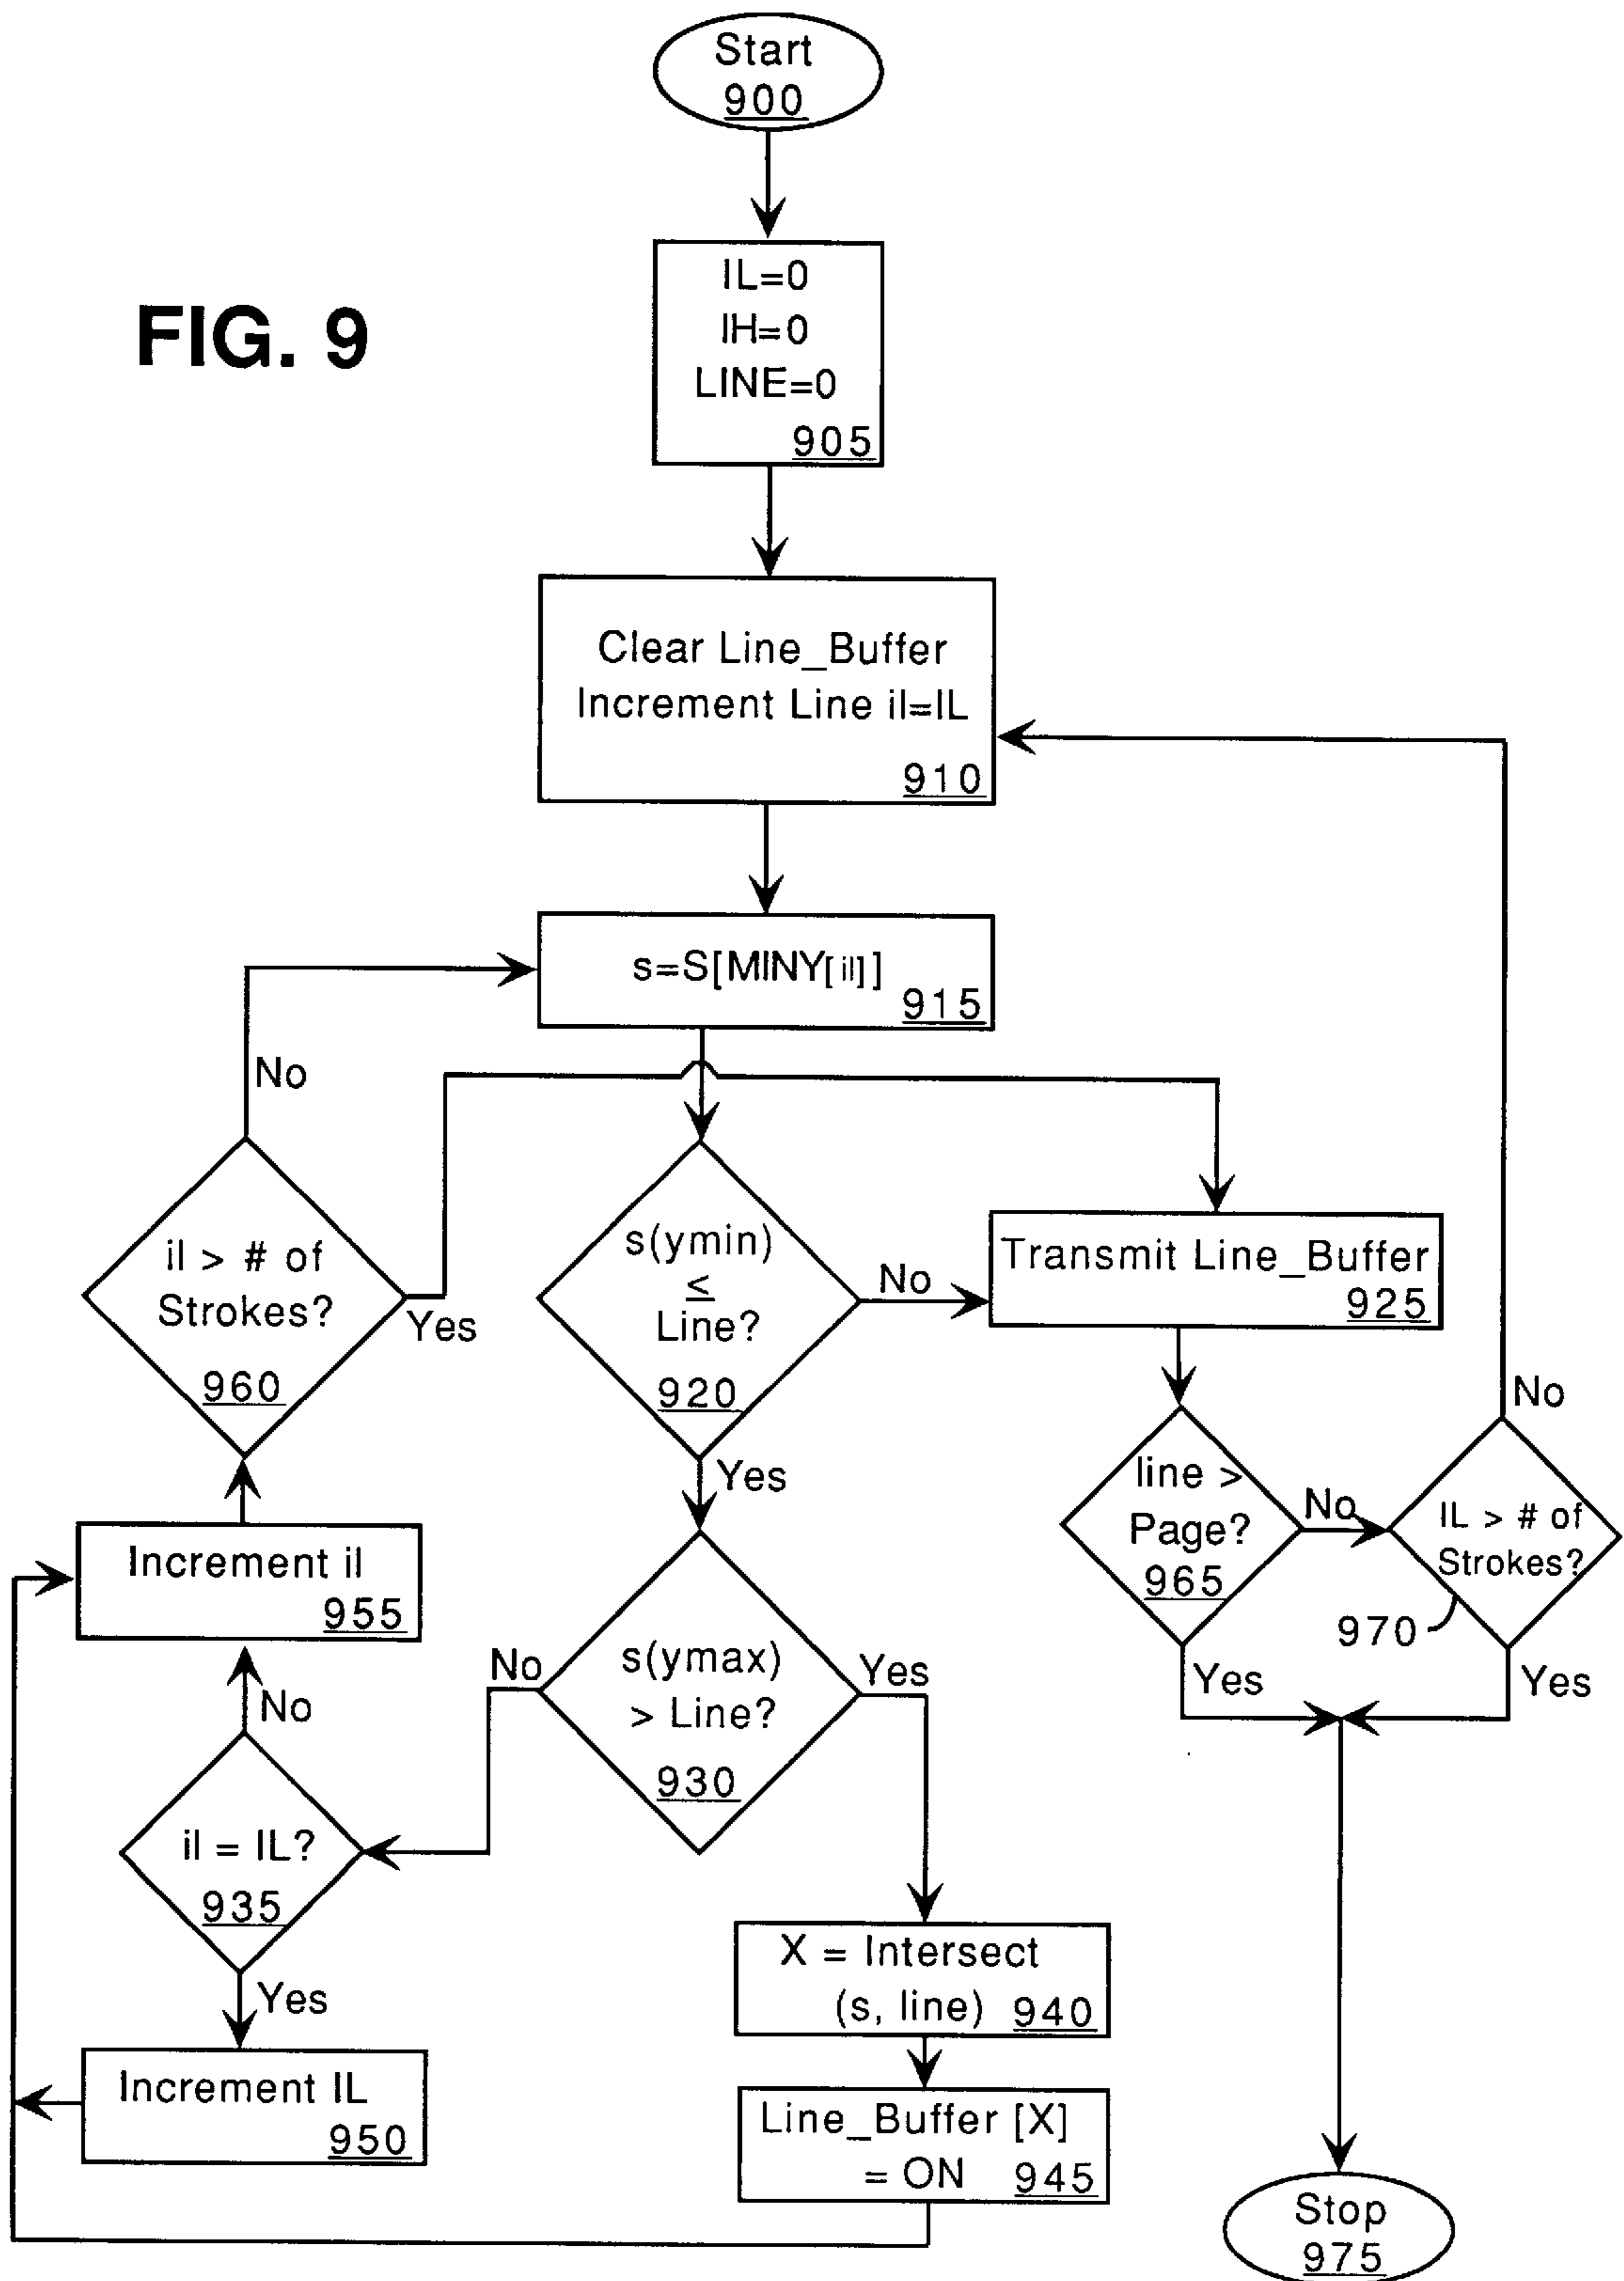 Start
900
FIG. 9
IL=0
IH=0
LINE=0
905
Clear Line_Buffer
Increment Line il=IL
910
s=S[MINY[il]]
915
No
il > # of
Strokes?
960
Yes
s(ymin)
≤
Line?
920
No
Yes
Transmit Line_Buffer
925
line >
Page?
965
No
Yes
IL > # of
Strokes?
970
No
Yes
Increment il
955
No
s(ymax)
> Line?
930
No
Yes
il = IL?
935
Yes
Increment IL
950
X = Intersect
(s, line) 940
Line_Buffer [X]
= ON 945
Stop
975